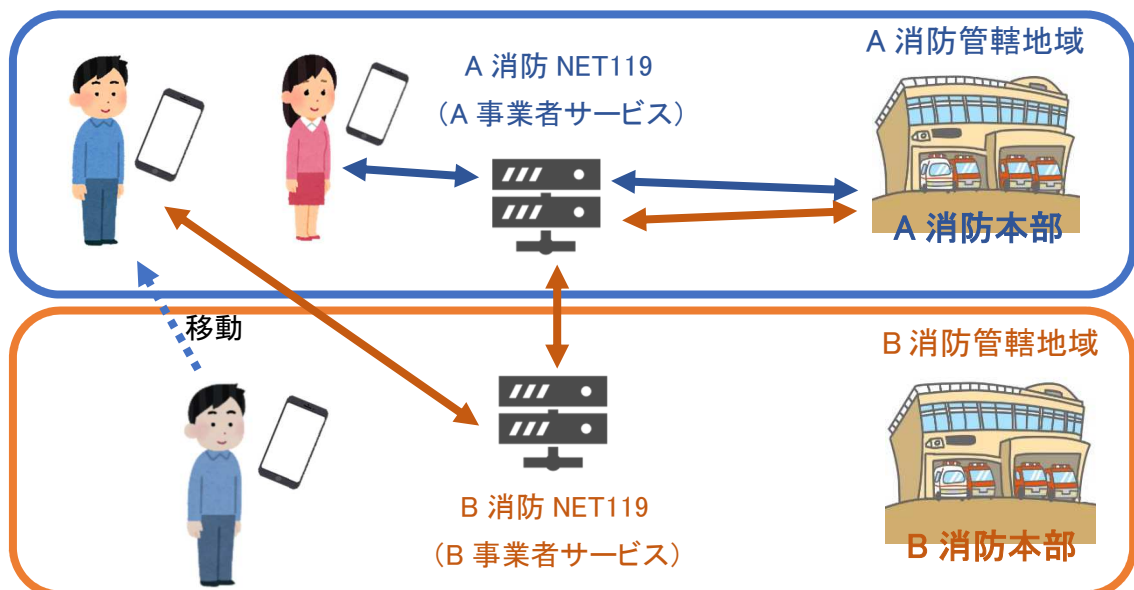 A 消防 NET119
(A 事業者サービス)
A 消防管轄地域
A 消防本部
移動
B 消防管轄地域
B 消防 NET119
(B 事業者サービス)
B 消防本部